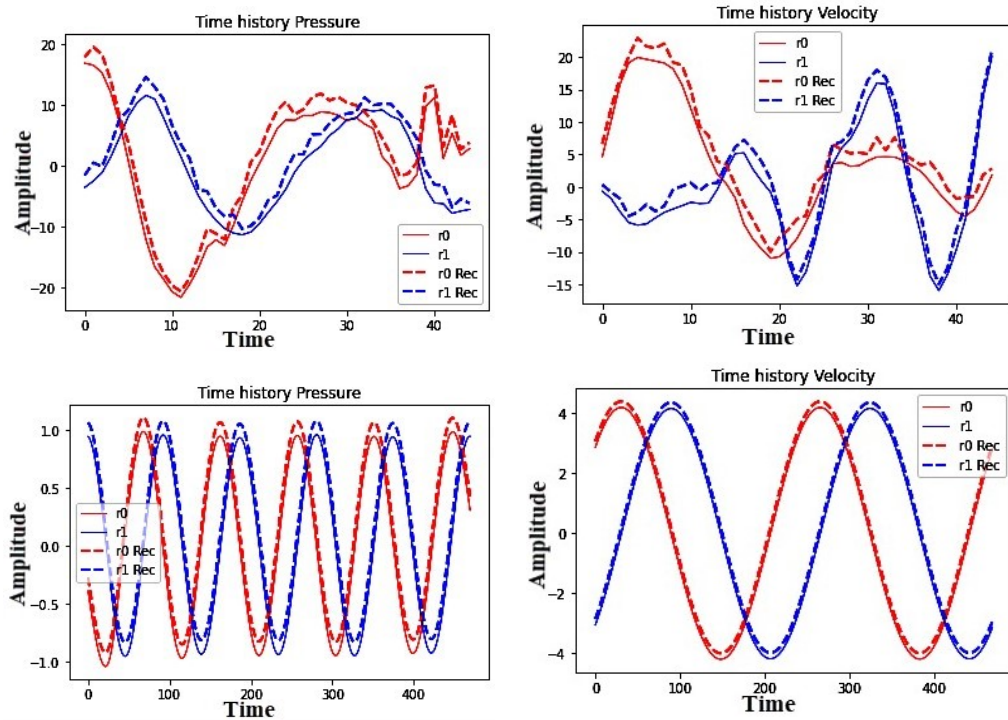 Time history Pressure
20
10
0
−10
−20
Amplitude
r0
r1
r0 Rec
r1 Rec
0
10
20
30
40
Time
Time history Velocity
20
15
10
5
0
−5
−10
−15
Amplitude
r0
r1
r0 Rec
r1 Rec
0
10
20
30
40
Time
Time history Pressure
1.0
0.5
0.0
−0.5
−1.0
Amplitude
r0
r1
r0 Rec
r1 Rec
0
100
200
300
400
Time
Time history Velocity
4
2
0
−2
−4
Amplitude
r0
r1
r0 Rec
r1 Rec
0
100
200
300
400
Time